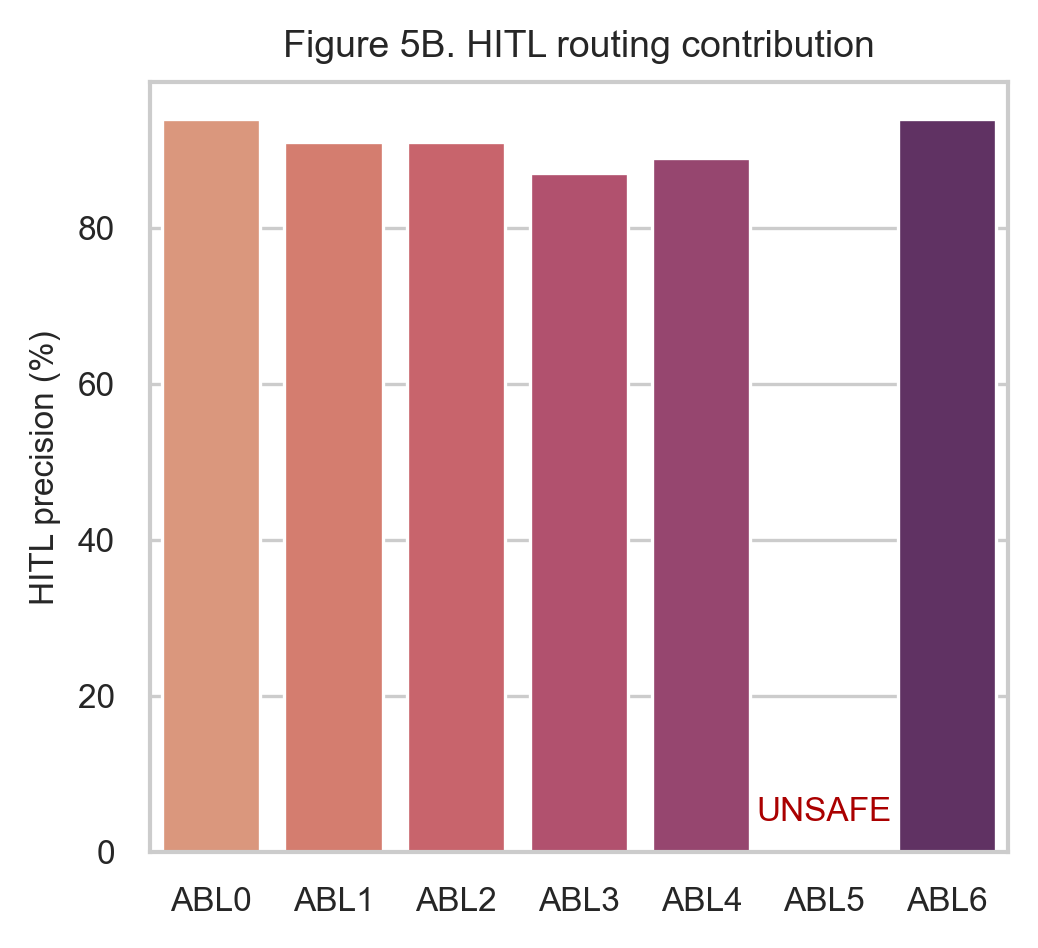 Figure 5B. HITL routing contribution
HITL precision (%)
80
60
40
20
0
UNSAFE
ABL0 ABL1 ABL2 ABL3 ABL4 ABL5 ABL6